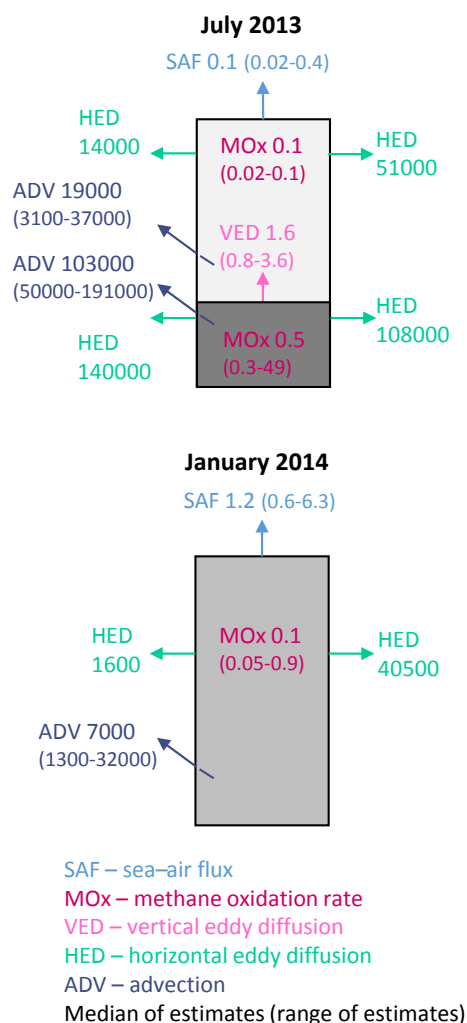 July 2013
SAF 0.1 (0.02-0.4)
HED
14000
MOx 0.1
(0.02-0.1)
HED
51000
ADV 19000
(3100-37000)
VED 1.6
(0.8-3.6)
ADV 103000
(50000-191000)
HED
140000
MOx 0.5
(0.3-49)
HED
108000
January 2014
SAF 1.2 (0.6-6.3)
HED
1600
MOx 0.1
(0.05-0.9)
HED
40500
ADV 7000
(1300-32000)
SAF – sea–air flux
MOx – methane oxidation rate
VED – vertical eddy diffusion
HED – horizontal eddy diffusion
ADV – advection
Median of estimates (range of estimates)